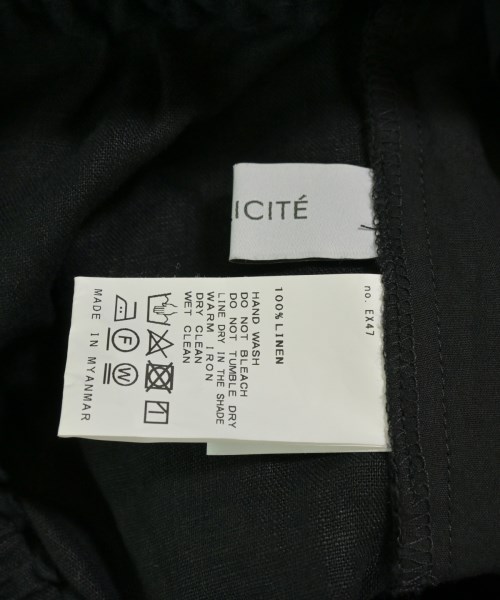 ICITÉ
no. EX47
100% LINEN
HAND WASH
DO NOT BLEACH
DO NOT TUMBLE DRY
LINE DRY IN THE SHADE
WARM IRON
DRY CLEAN
WET CLEAN
F
W
MADE IN MYANMAR